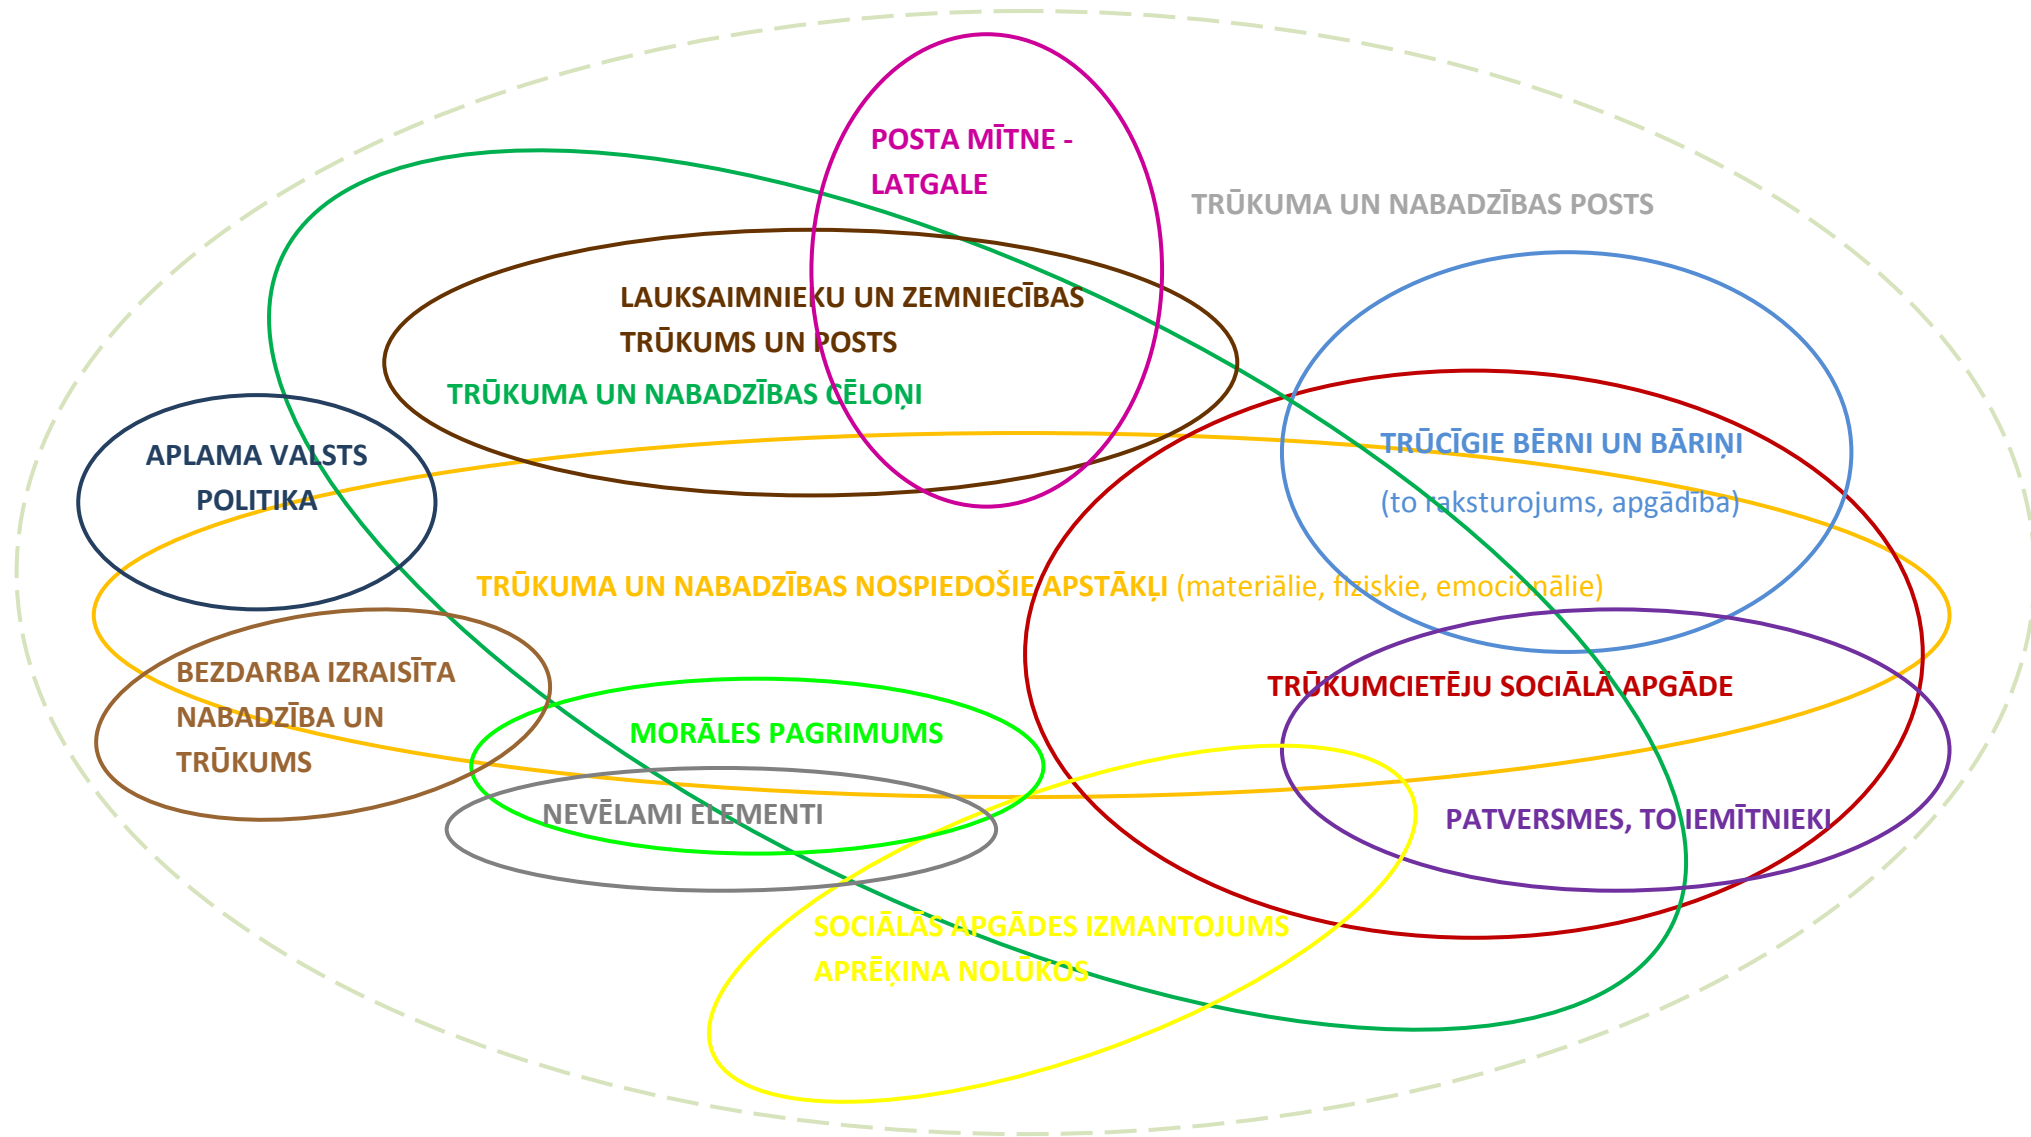 POSTA MĪTNE -
LATGALE
TRŪKUMA UN NABADZĪBAS POSTS
LAUKSAIMNIEKU UN ZEMNIECĪBAS
TRŪKUMS UN POSTS
TRŪKUMA UN NABADZĪBAS CĒLOŅI
APLAMA VALSTS
POLITIKA
TRŪCĪGIE BĒRNI UN BĀRIŅI
(to raksturojums, apgādība)
TRŪKUMA UN NABADZĪBAS NOSPIEDOŠIE APSTĀKĻI (materiālie, fiziskie, emocionālie)
BEZDARBA IZRAISĪTA
NABADZĪBA UN
TRŪKUMS
TRŪKUMCIETĒJU SOCIĀLĀ APGĀDE
MORĀLES PAGRIMUMS
NEVĒLAMI ELEMENTI
PATVERSMES, TO IEMĪTNIEKI
SOCIĀLĀS APGĀDES IZMANTOJUMS
APRĒĶINA NOLŪKOS